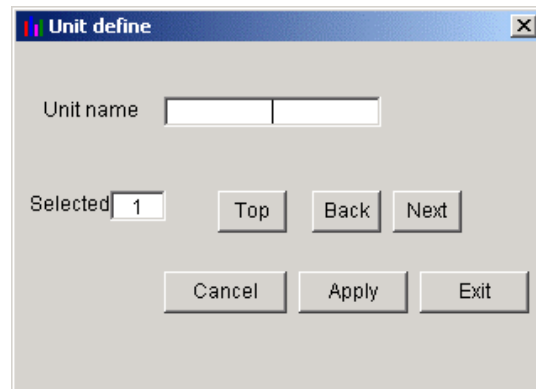 Unit define
Unit name
Selected 1 Top Back Next
Cancel Apply Exit